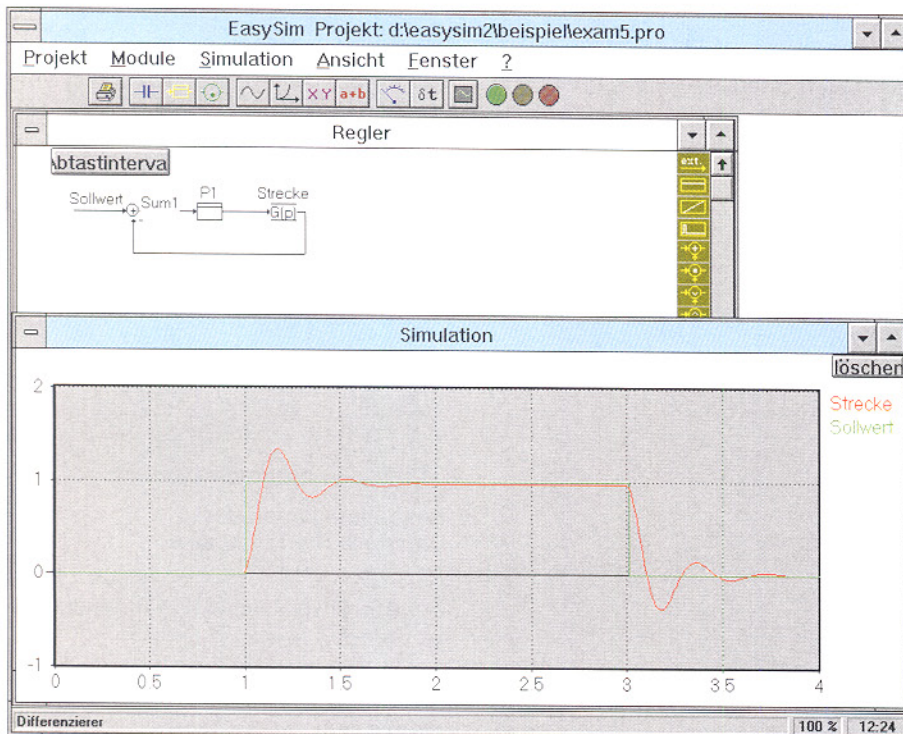 EasySim Projekt: d:\easysim2\beispiel\exam5.pro
Projekt Module Simulation Ansicht Fenster ?
XY a+b δt
Regler
Abtastinterval
ext.
Sollwert Sum1 P1 Strecke
G(p)
-
Simulation
löschen
Strecke
Sollwert
2
1
0
-1
0 0.5 1 1.5 2 2.5 3 3.5 4
Differenzierer
100 % 12:24